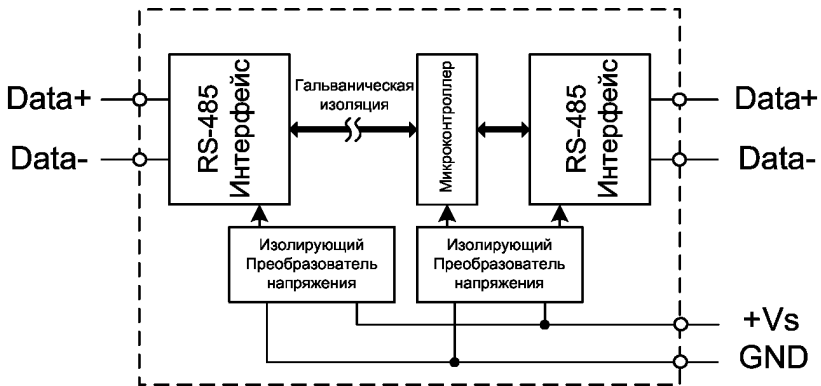 Data+
Data-
RS-485
Интерфейс
Гальваническая
изоляция
Микроконтроллер
RS-485
Интерфейс
Data+
Data-
Изолирующий
Преобразователь
напряжения
Изолирующий
Преобразователь
напряжения
+Vs
GND